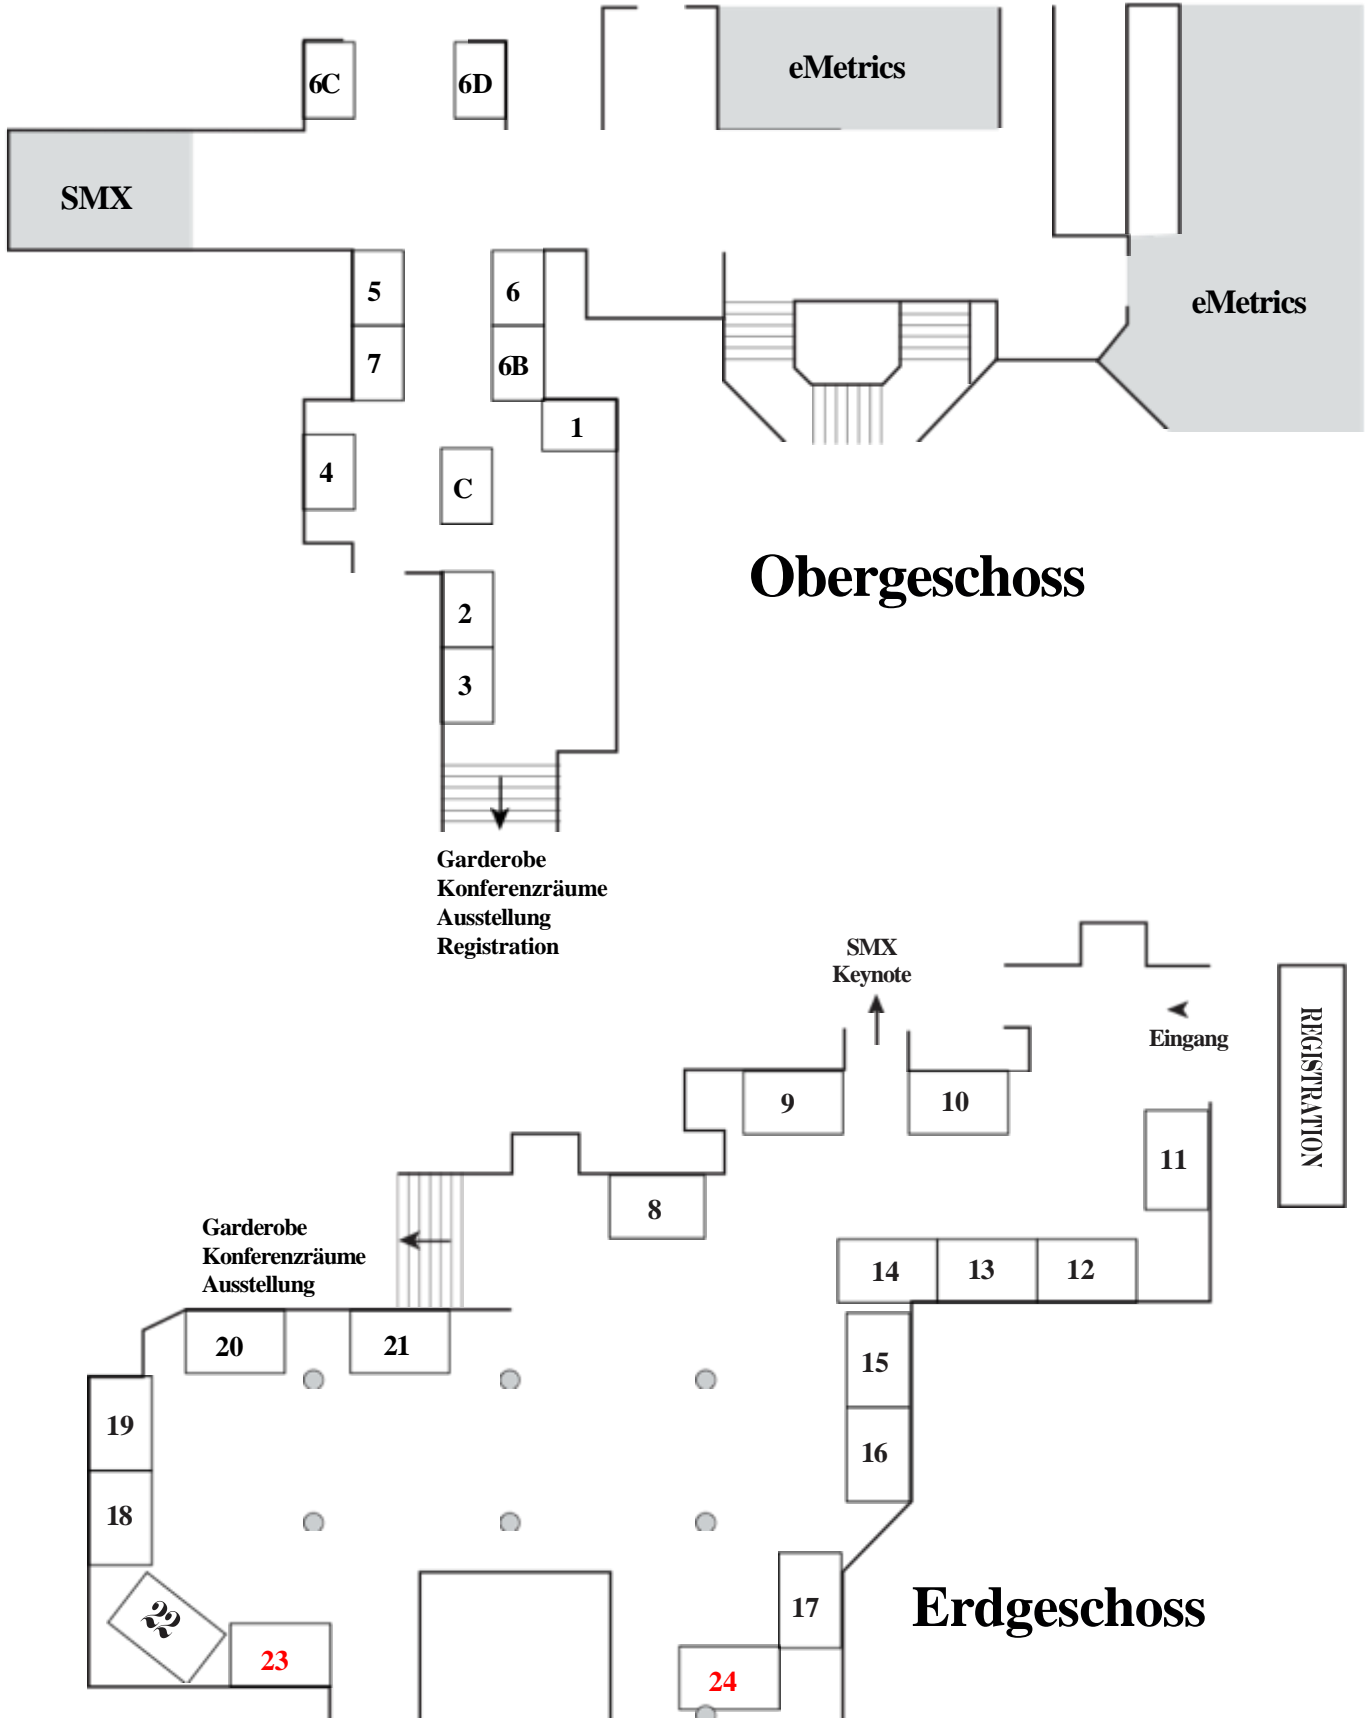 6C
6D
eMetrics
SMX
5
6
eMetrics
7
6B
1
4
C
Obergeschoss
2
3
Garderobe
Konferenzräume
Ausstellung
Registration
SMX
Keynote
Eingang
REGISTRATION
9
10
11
8
Garderobe
Konferenzräume
Ausstellung
14
13
12
20
21
15
19
16
18
22
17
Erdgeschoss
23
24